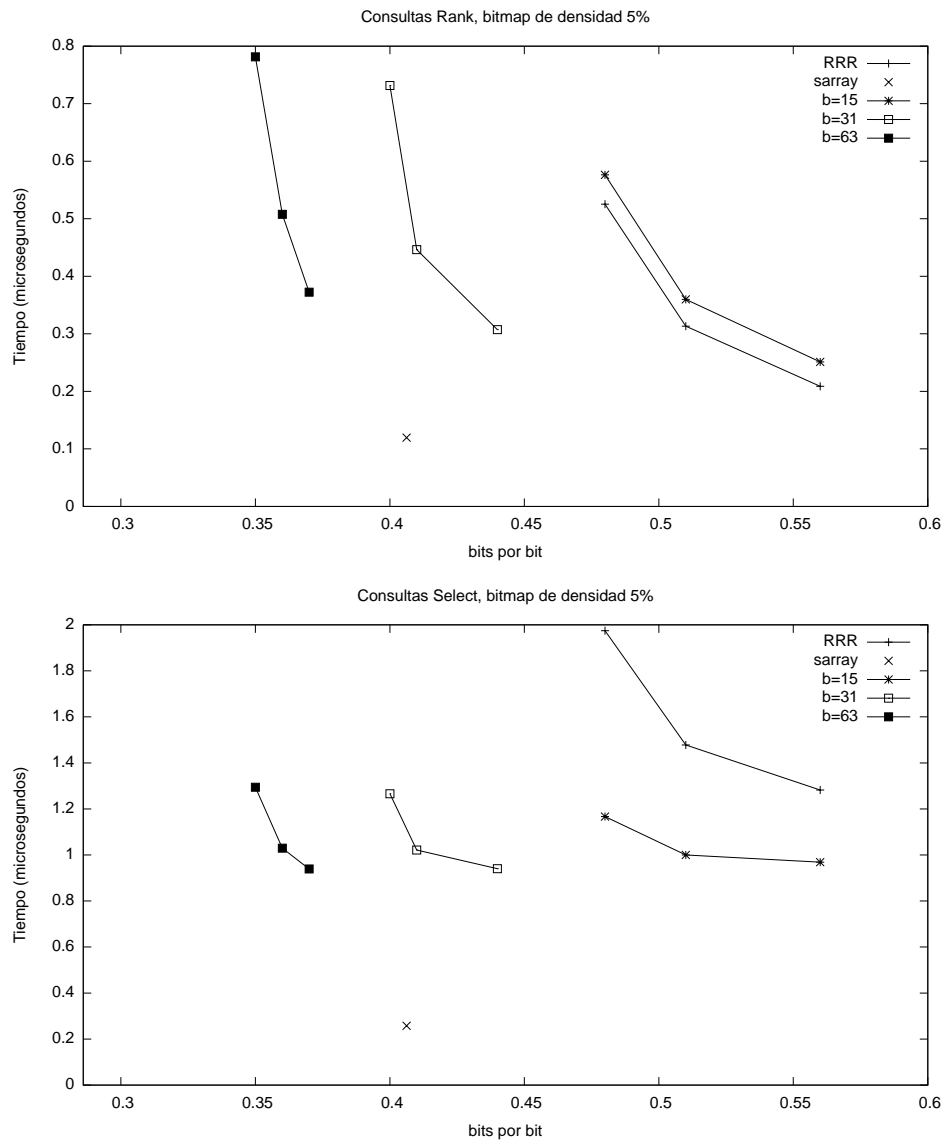 Consultas Rank, bitmap de densidad 5%
0.8
0.7
0.6
0.5
0.4
0.3
0.2
0.1
0
Tiempo (microsegundos)
RRR
sarray
b=15
b=31
b=63
0.3 0.35 0.4 0.45 0.5 0.55 0.6
bits por bit
Consultas Select, bitmap de densidad 5%
2
1.8
1.6
1.4
1.2
1
0.8
0.6
0.4
0.2
0
Tiempo (microsegundos)
RRR
sarray
b=15
b=31
b=63
0.3 0.35 0.4 0.45 0.5 0.55 0.6
bits por bit